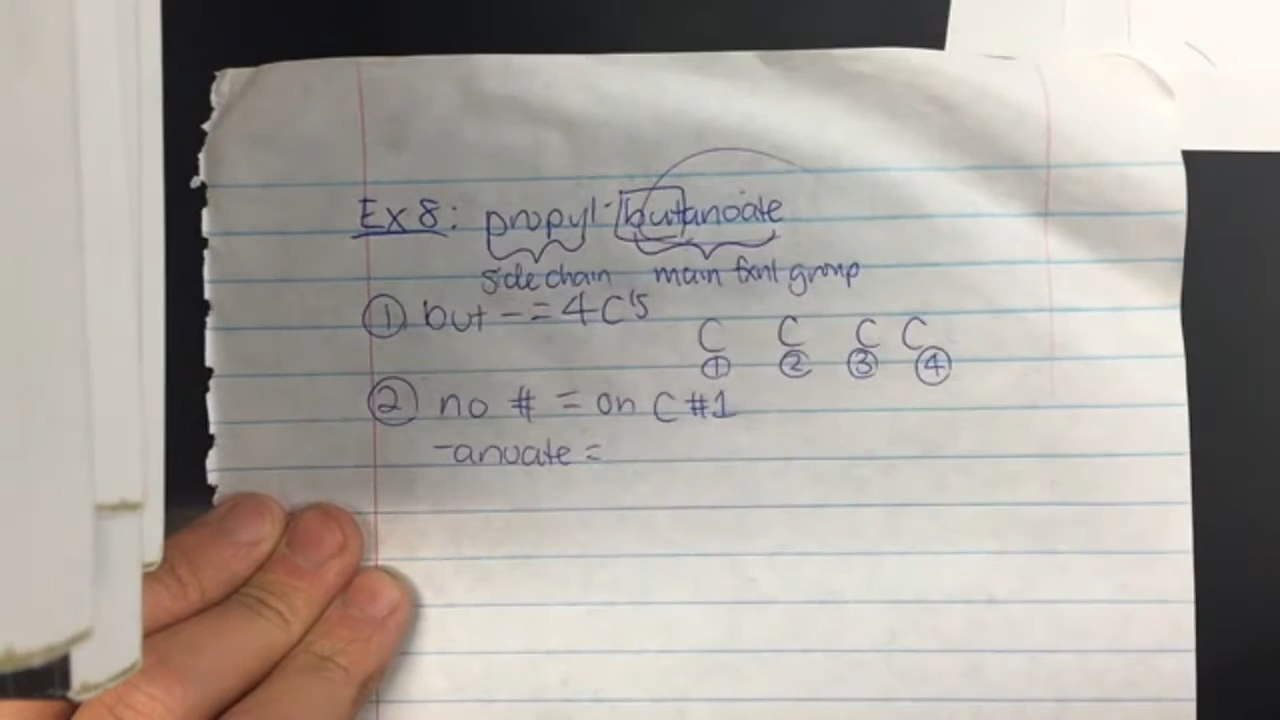 Ex 8: propyl-butanoate
side chain main fxnl group
① but- = 4C's
C C C C
① ② ③ ④
② no # = on C #1
-anoate =